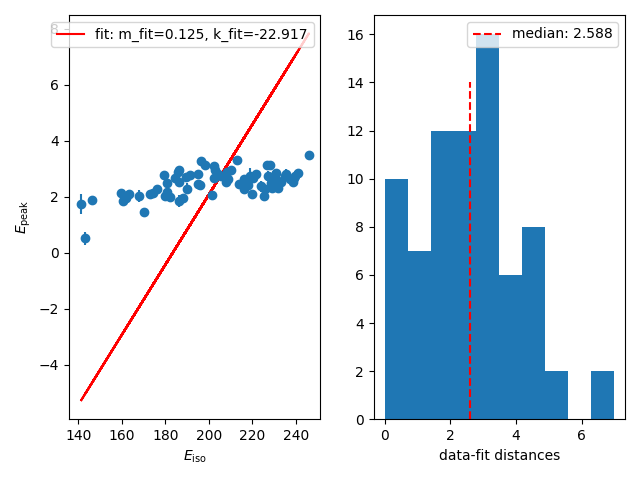 8
fit: m_fit=0.125, k_fit=-22.917
6
4
2
0
−2
−4
E_peak
140 160 180 200 220 240
E_iso
median: 2.588
16
14
12
10
8
6
4
2
0
0 2 4 6
data-fit distances